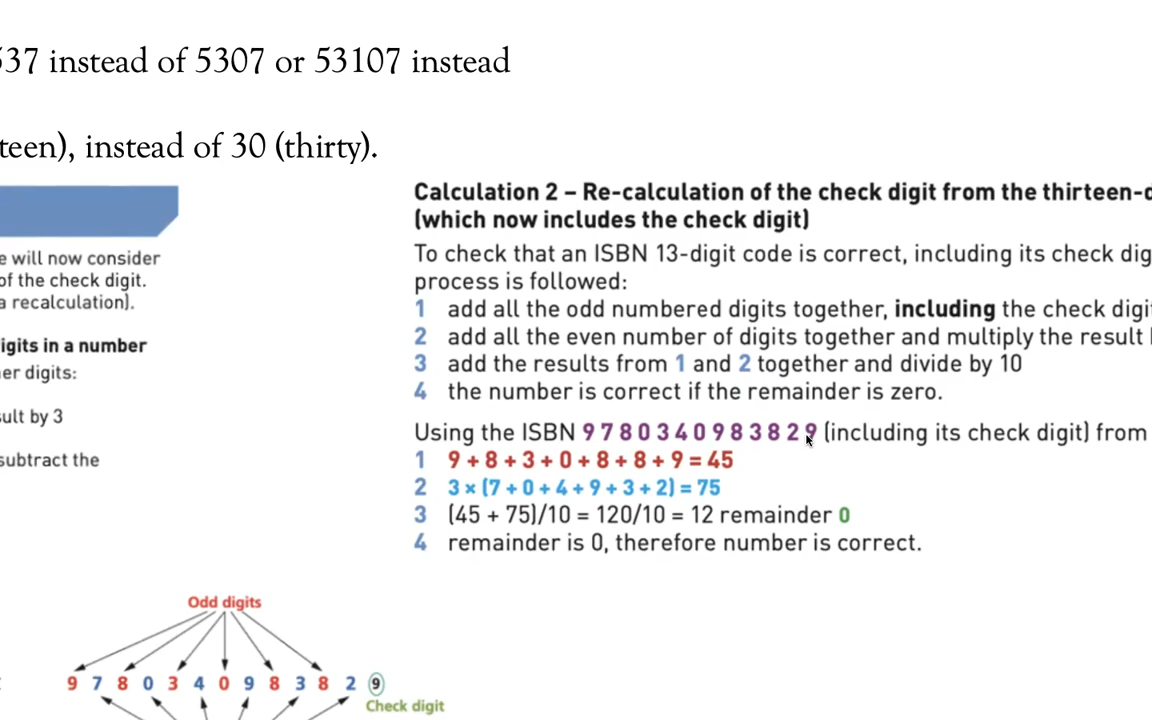 537 instead of 5307 or 53107 instead
teen), instead of 30 (thirty).
e will now consider
of the check digit.
a recalculation).
igits in a number
er digits:
ult by 3
subtract the
Calculation 2 – Re-calculation of the check digit from the thirteen-d
(which now includes the check digit)
To check that an ISBN 13-digit code is correct, including its check dig
process is followed:
1 add all the odd numbered digits together, including the check digit
2 add all the even number of digits together and multiply the result
3 add the results from 1 and 2 together and divide by 10
4 the number is correct if the remainder is zero.
Using the ISBN 9 7 8 0 3 4 0 9 8 3 8 2 9 (including its check digit) from
1 9 + 8 + 3 + 0 + 8 + 8 + 9 = 45
2 3 × (7 + 0 + 4 + 9 + 3 + 2) = 75
3 (45 + 75)/10 = 120/10 = 12 remainder 0
4 remainder is 0, therefore number is correct.
Odd digits
9 7 8 0 3 4 0 9 8 3 8 2 9
Check digit